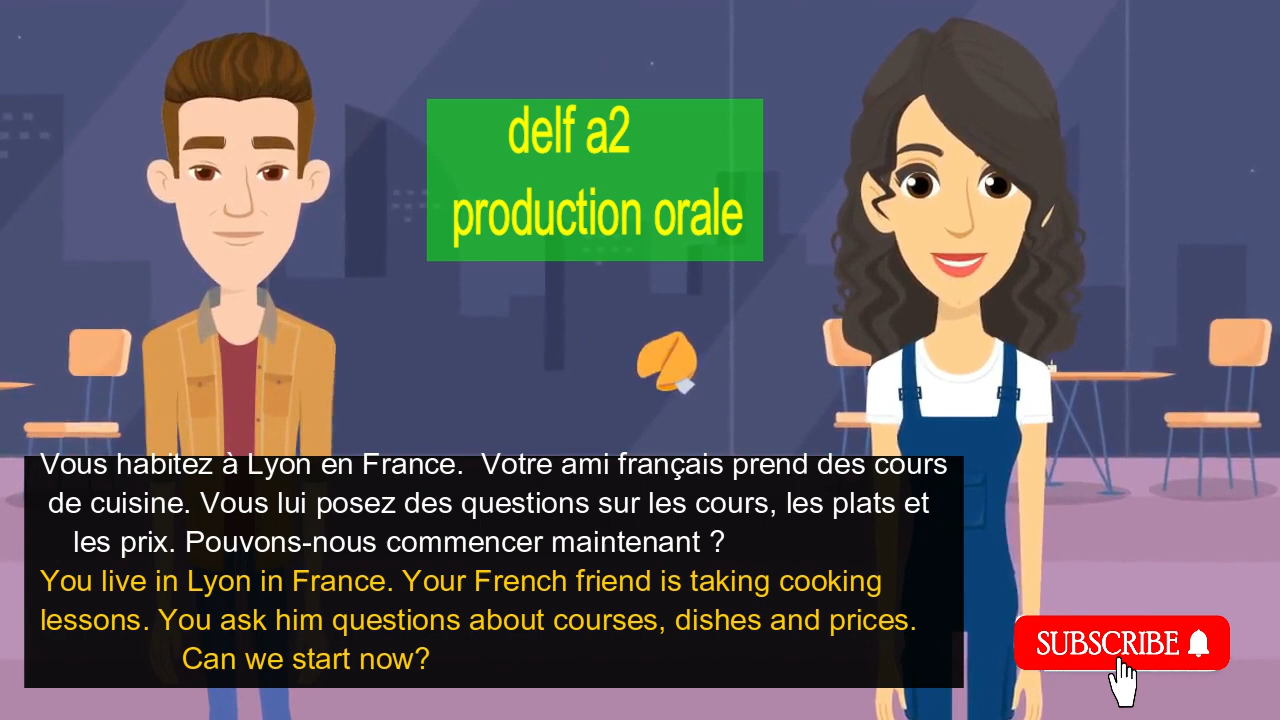 delf a2
production orale
Vous habitez à Lyon en France. Votre ami français prend des cours
de cuisine. Vous lui posez des questions sur les cours, les plats et
les prix. Pouvons-nous commencer maintenant ?
You live in Lyon in France. Your French friend is taking cooking
lessons. You ask him questions about courses, dishes and prices.
Can we start now?
SUBSCRIBE